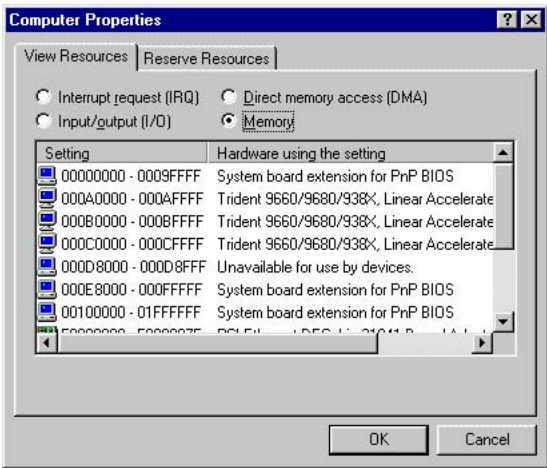 Computer Properties
View Resources
Reserve Resources
Interrupt request (IRQ)
Direct memory access (DMA)
Input/output (I/O)
Memory
Setting Hardware using the setting
00000000 - 0009FFFF System board extension for PnP BIOS
000A0000 - 000AFFFF Trident 9660/9680/938X, Linear Accelerate
000B0000 - 000BFFFF Trident 9660/9680/938X, Linear Accelerate
000C0000 - 000CFFFF Trident 9660/9680/938X, Linear Accelerate
000D8000 - 000D8FFF Unavailable for use by devices.
000E8000 - 000FFFFF System board extension for PnP BIOS
00100000 - 01FFFFFF System board extension for PnP BIOS
OK
Cancel